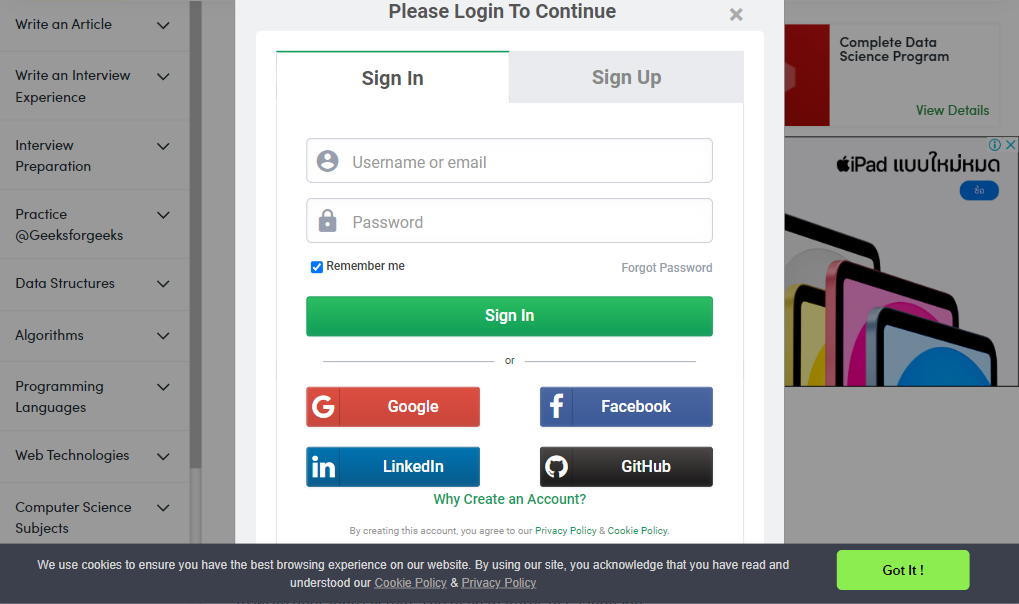 Please Login To Continue
Write an Article
Write an Interview
Experience
Interview
Preparation
Practice
@Geeksforgeeks
Data Structures
Algorithms
Programming
Languages
Web Technologies
Computer Science
Subjects
Sign In
Sign Up
Username or email
Password
Remember me
Forgot Password
Sign In
or
Google
Facebook
LinkedIn
GitHub
Why Create an Account?
By creating this account, you agree to our Privacy Policy & Cookie Policy.
Complete Data
Science Program
View Details
iPad แบบใหม่หมด
ซื้อ
We use cookies to ensure you have the best browsing experience on our website. By using our site, you acknowledge that you have read and
understood our Cookie Policy & Privacy Policy
Got It !